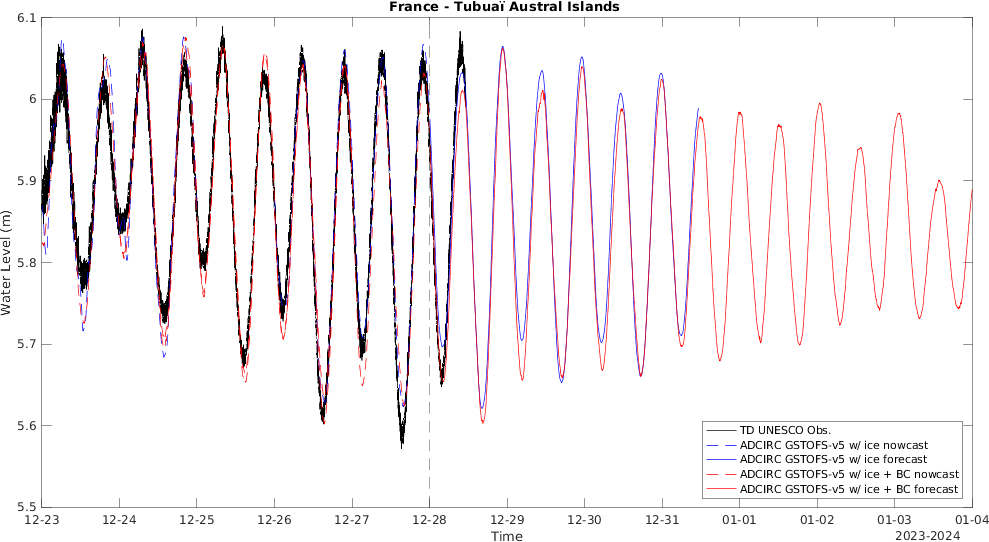 France - Tubuaï Austral Islands
6.1
6
5.9
5.8
5.7
5.6
5.5
Water Level (m)
TD UNESCO Obs.
ADCIRC GSTOFS-v5 w/ ice nowcast
ADCIRC GSTOFS-v5 w/ ice forecast
ADCIRC GSTOFS-v5 w/ ice + BC nowcast
ADCIRC GSTOFS-v5 w/ ice + BC forecast
12-23 12-24 12-25 12-26 12-27 12-28 12-29 12-30 12-31 01-01 01-02 01-03 01-04
Time
2023-2024